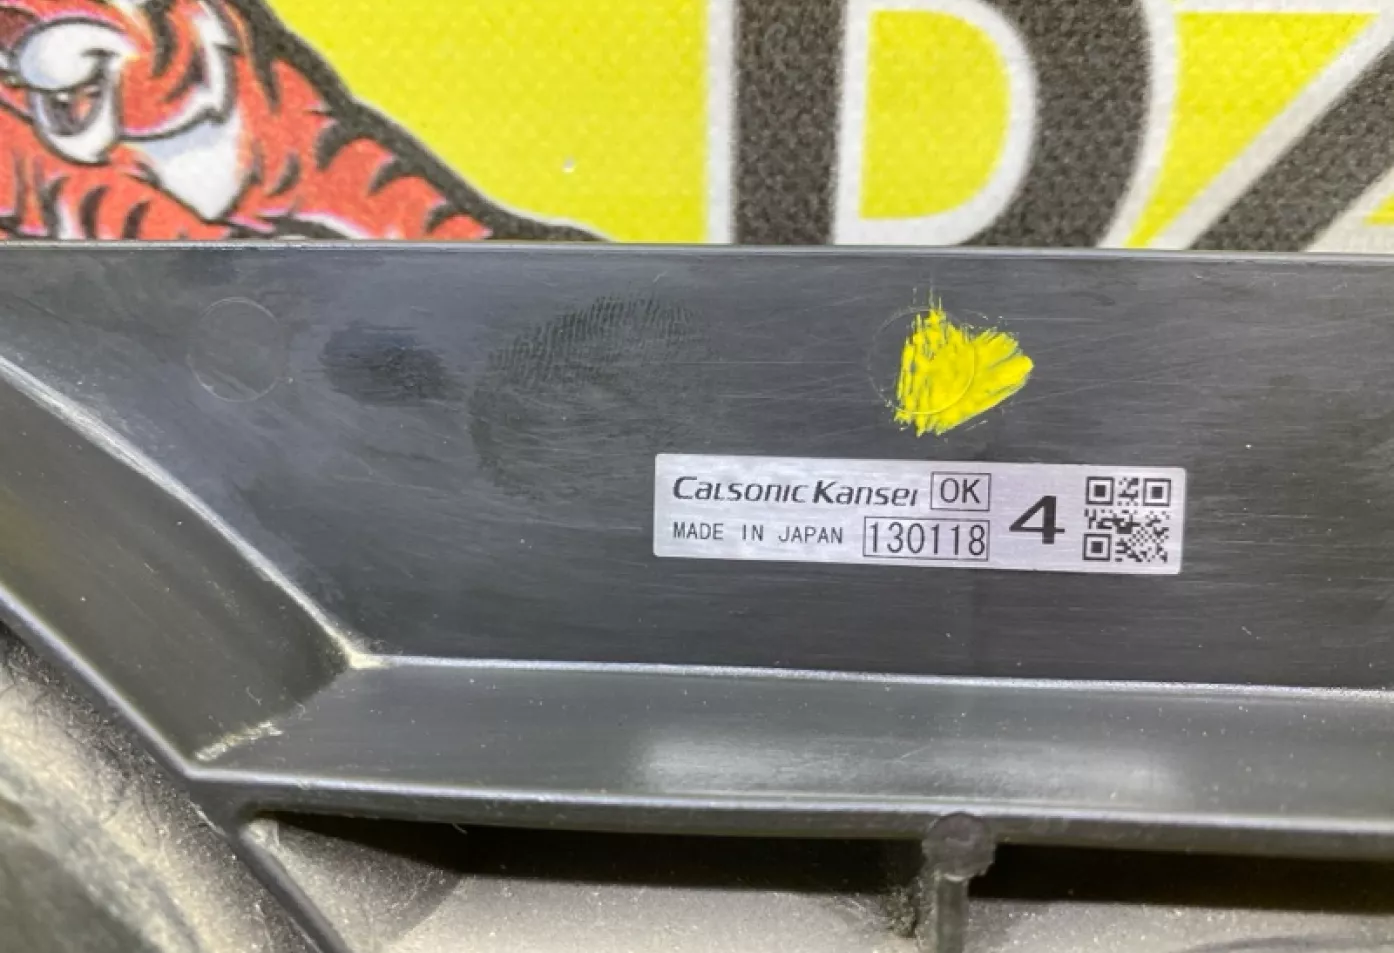 Calsonic Kansei OK
MADE IN JAPAN 130118 4